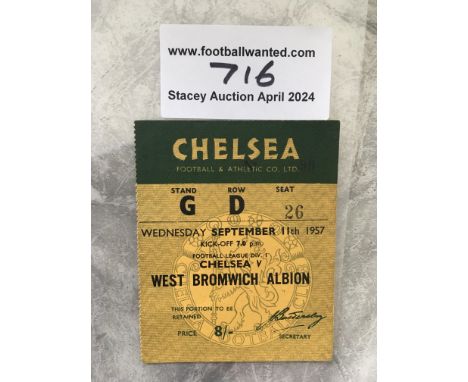 www.footballwanted.com
716
Stacey Auction April 2024
CHELSEA
FOOTBALL & ATHLETIC CO. LTD.
STAND ROW SEAT
G D 26
WEDNESDAY SEPTEMBER 11th 1957
KICK-OFF 7.0 p.m.
FOOTBALL LEAGUE DIV. 1
CHELSEA V
WEST BROMWICH ALBION
THIS PORTION TO BE
RETAINED
PRICE 8/-
SECRETARY